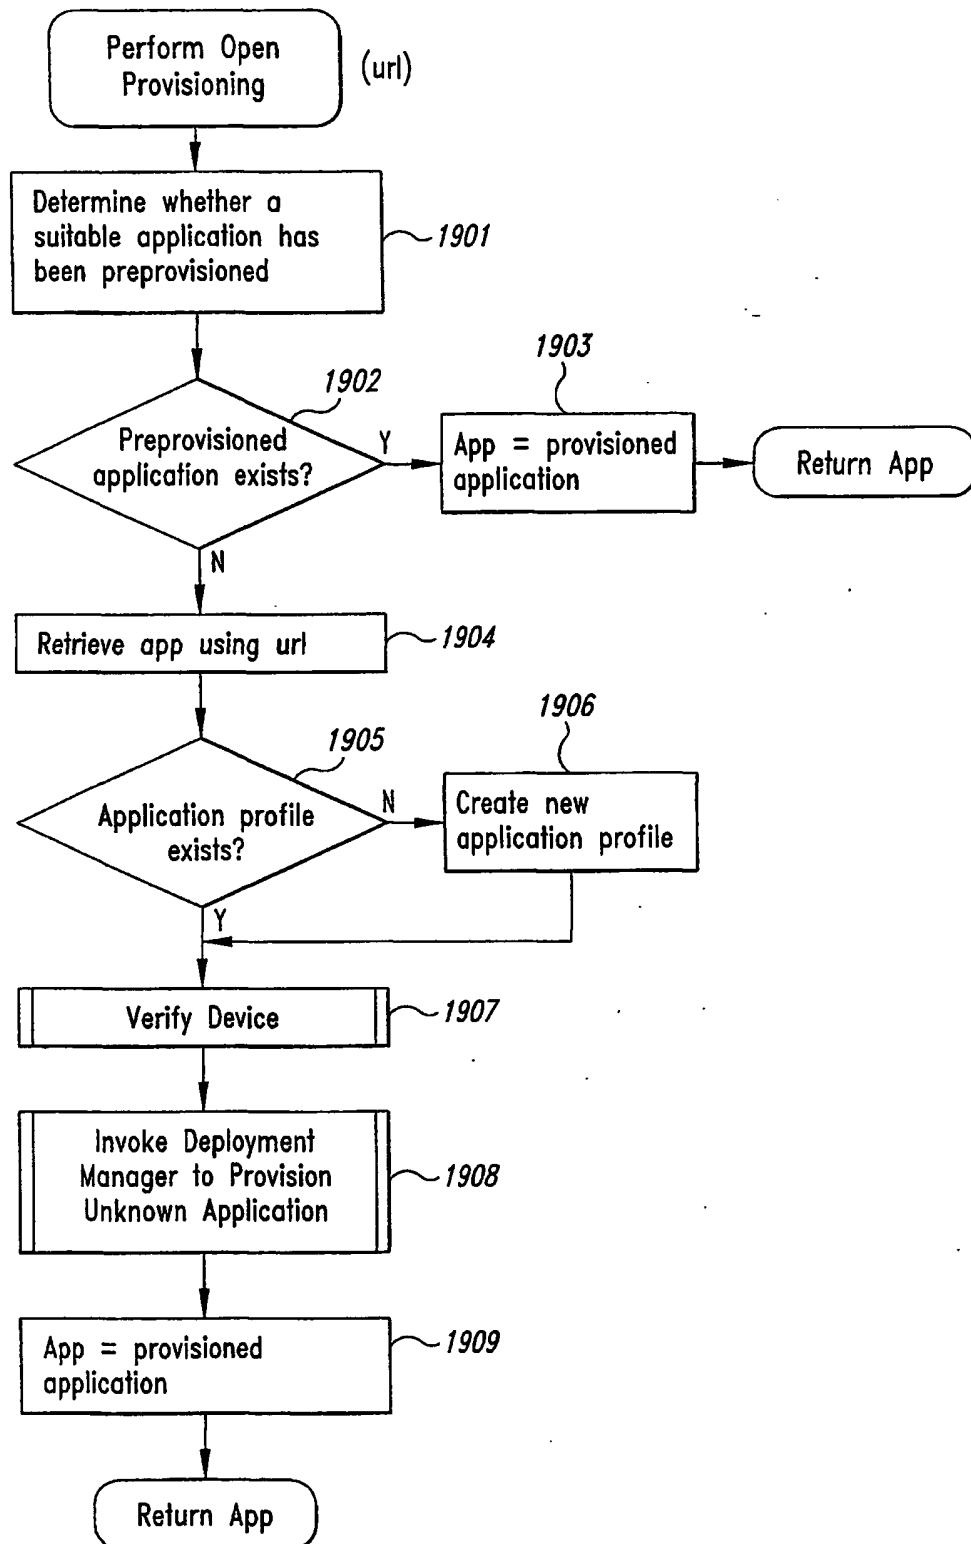 Perform Open
Provisioning
(url)
Determine whether a
suitable application has
been preprovisioned
1901
1902
Preprovisioned
application exists?
Y
N
1903
App = provisioned
application
Return App
Retrieve app using url
1904
1905
Application profile
exists?
N
Y
1906
Create new
application profile
Verify Device
1907
Invoke Deployment
Manager to Provision
Unknown Application
1908
App = provisioned
application
1909
Return App